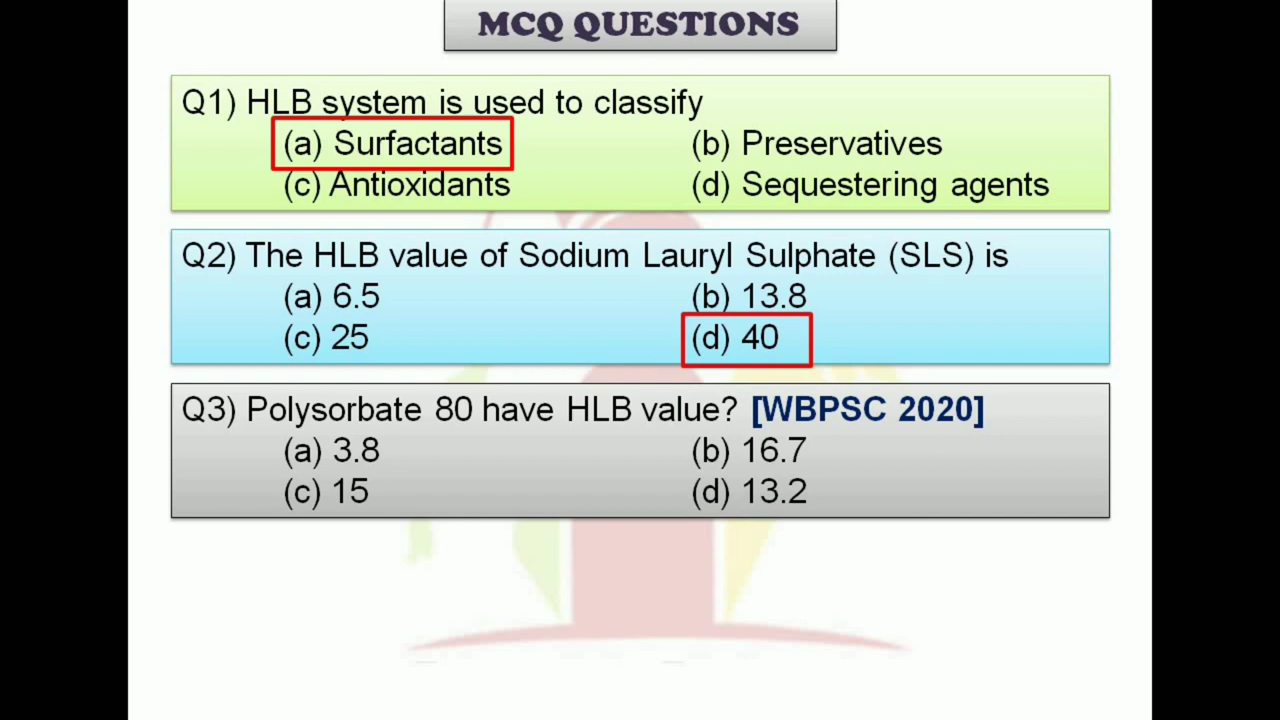 MCQ QUESTIONS
Q1) HLB system is used to classify
(a) Surfactants (b) Preservatives
(c) Antioxidants (d) Sequestering agents
Q2) The HLB value of Sodium Lauryl Sulphate (SLS) is
(a) 6.5 (b) 13.8
(c) 25 (d) 40
Q3) Polysorbate 80 have HLB value? [WBPSC 2020]
(a) 3.8 (b) 16.7
(c) 15 (d) 13.2